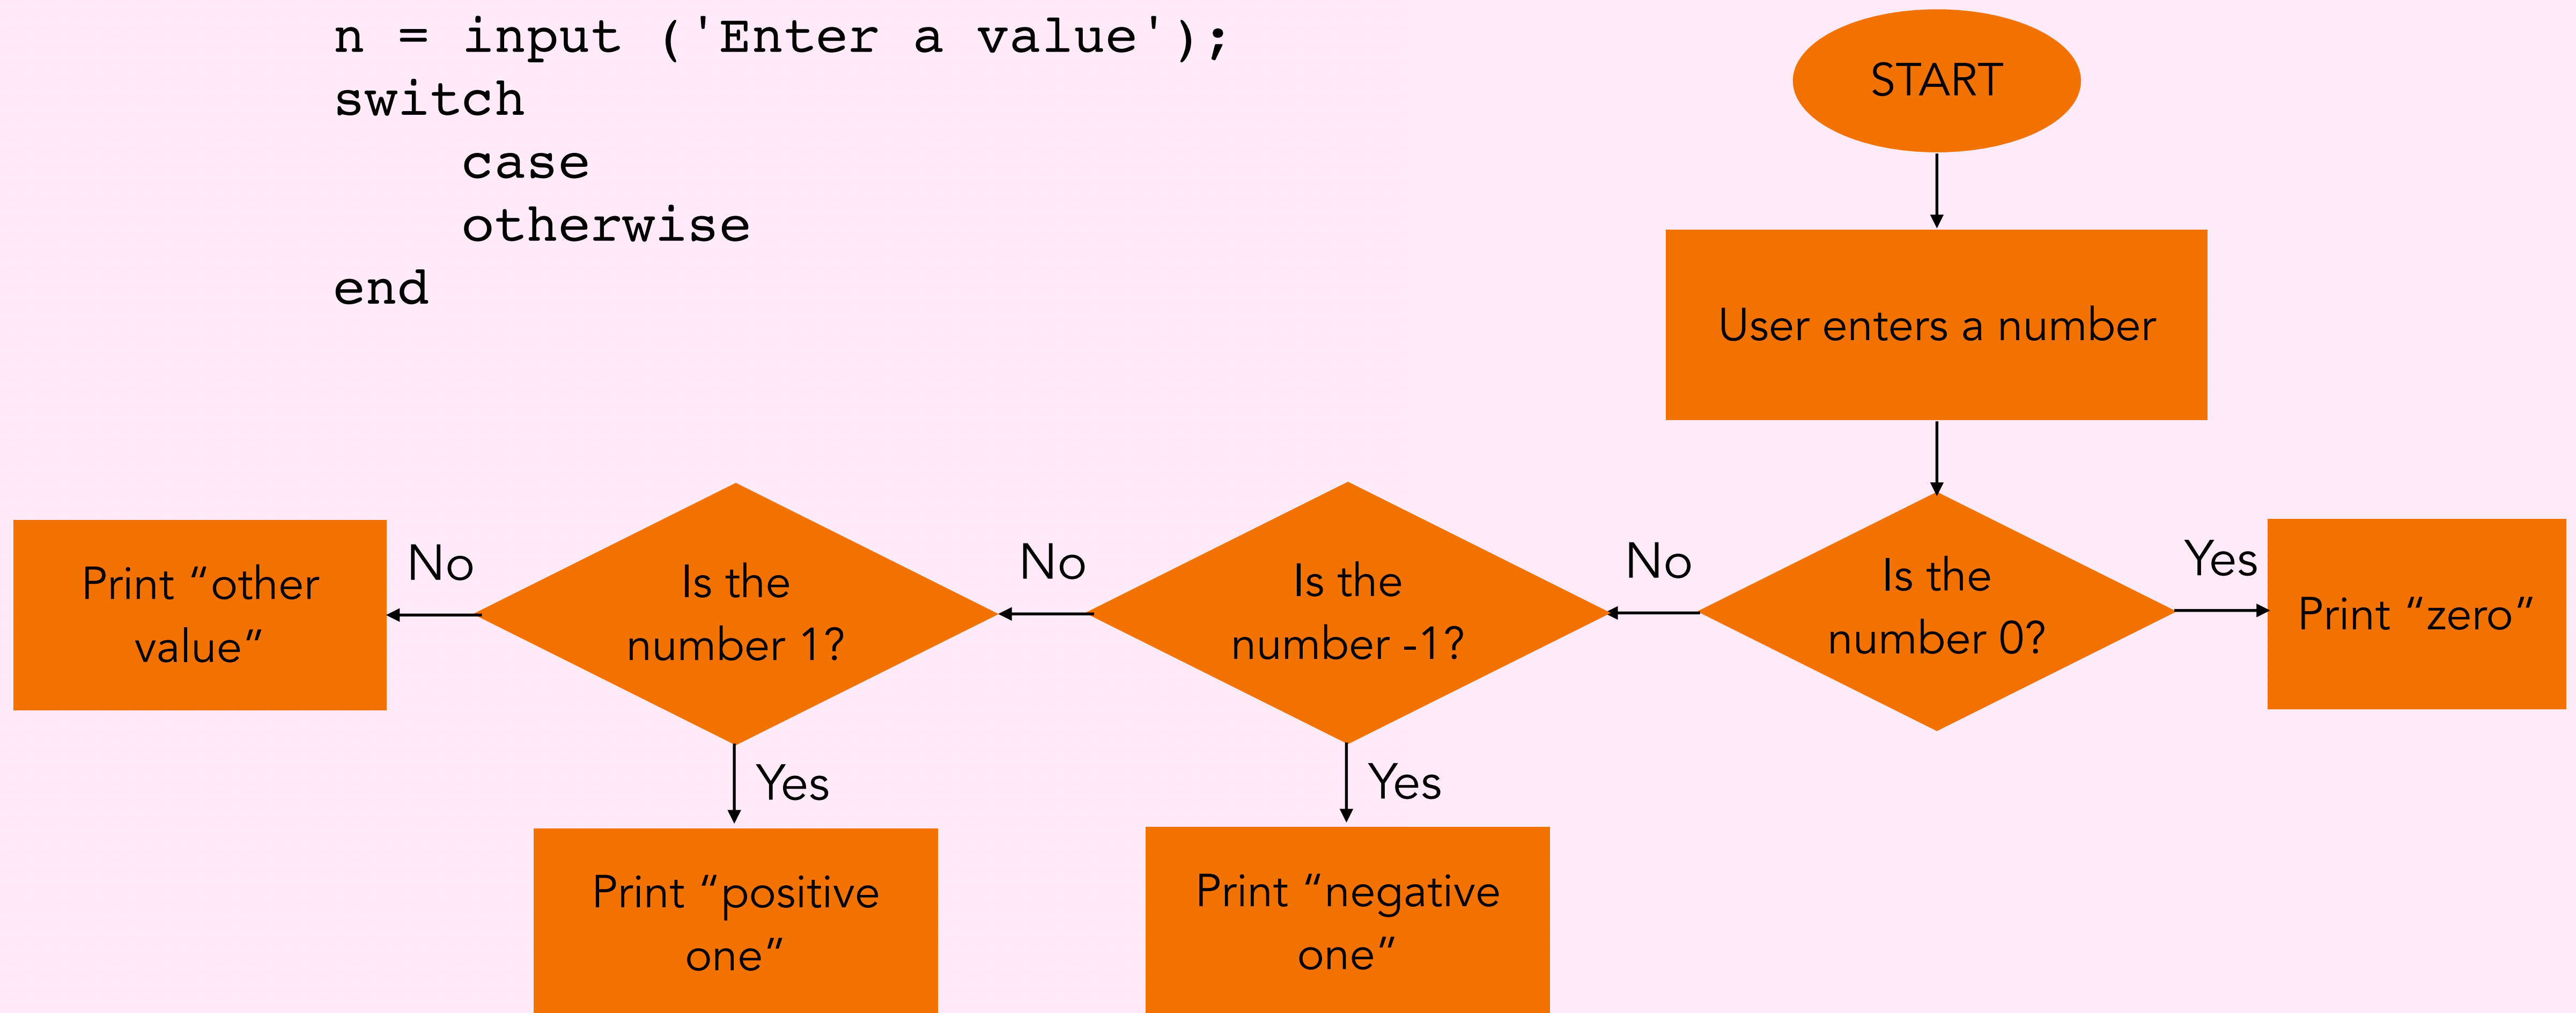 n = input ('Enter a value');
switch
    case
    otherwise
end
START
User enters a number
Is the
number 0?
Yes
Print “zero”
No
Is the
number -1?
Yes
Print “negative
one”
No
Is the
number 1?
Yes
Print “positive
one”
No
Print “other
value”